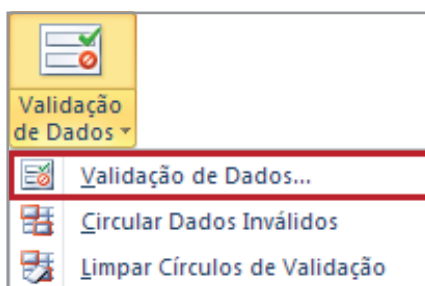 Validação
de Dados
Validação de Dados...
Circular Dados Inválidos
Limpar Círculos de Validação